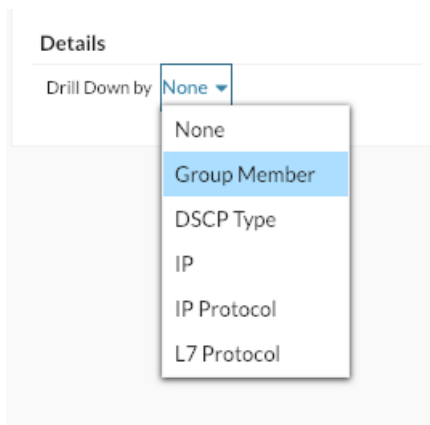 Details
Drill Down by None
None
Group Member
DSCP Type
IP
IP Protocol
L7 Protocol